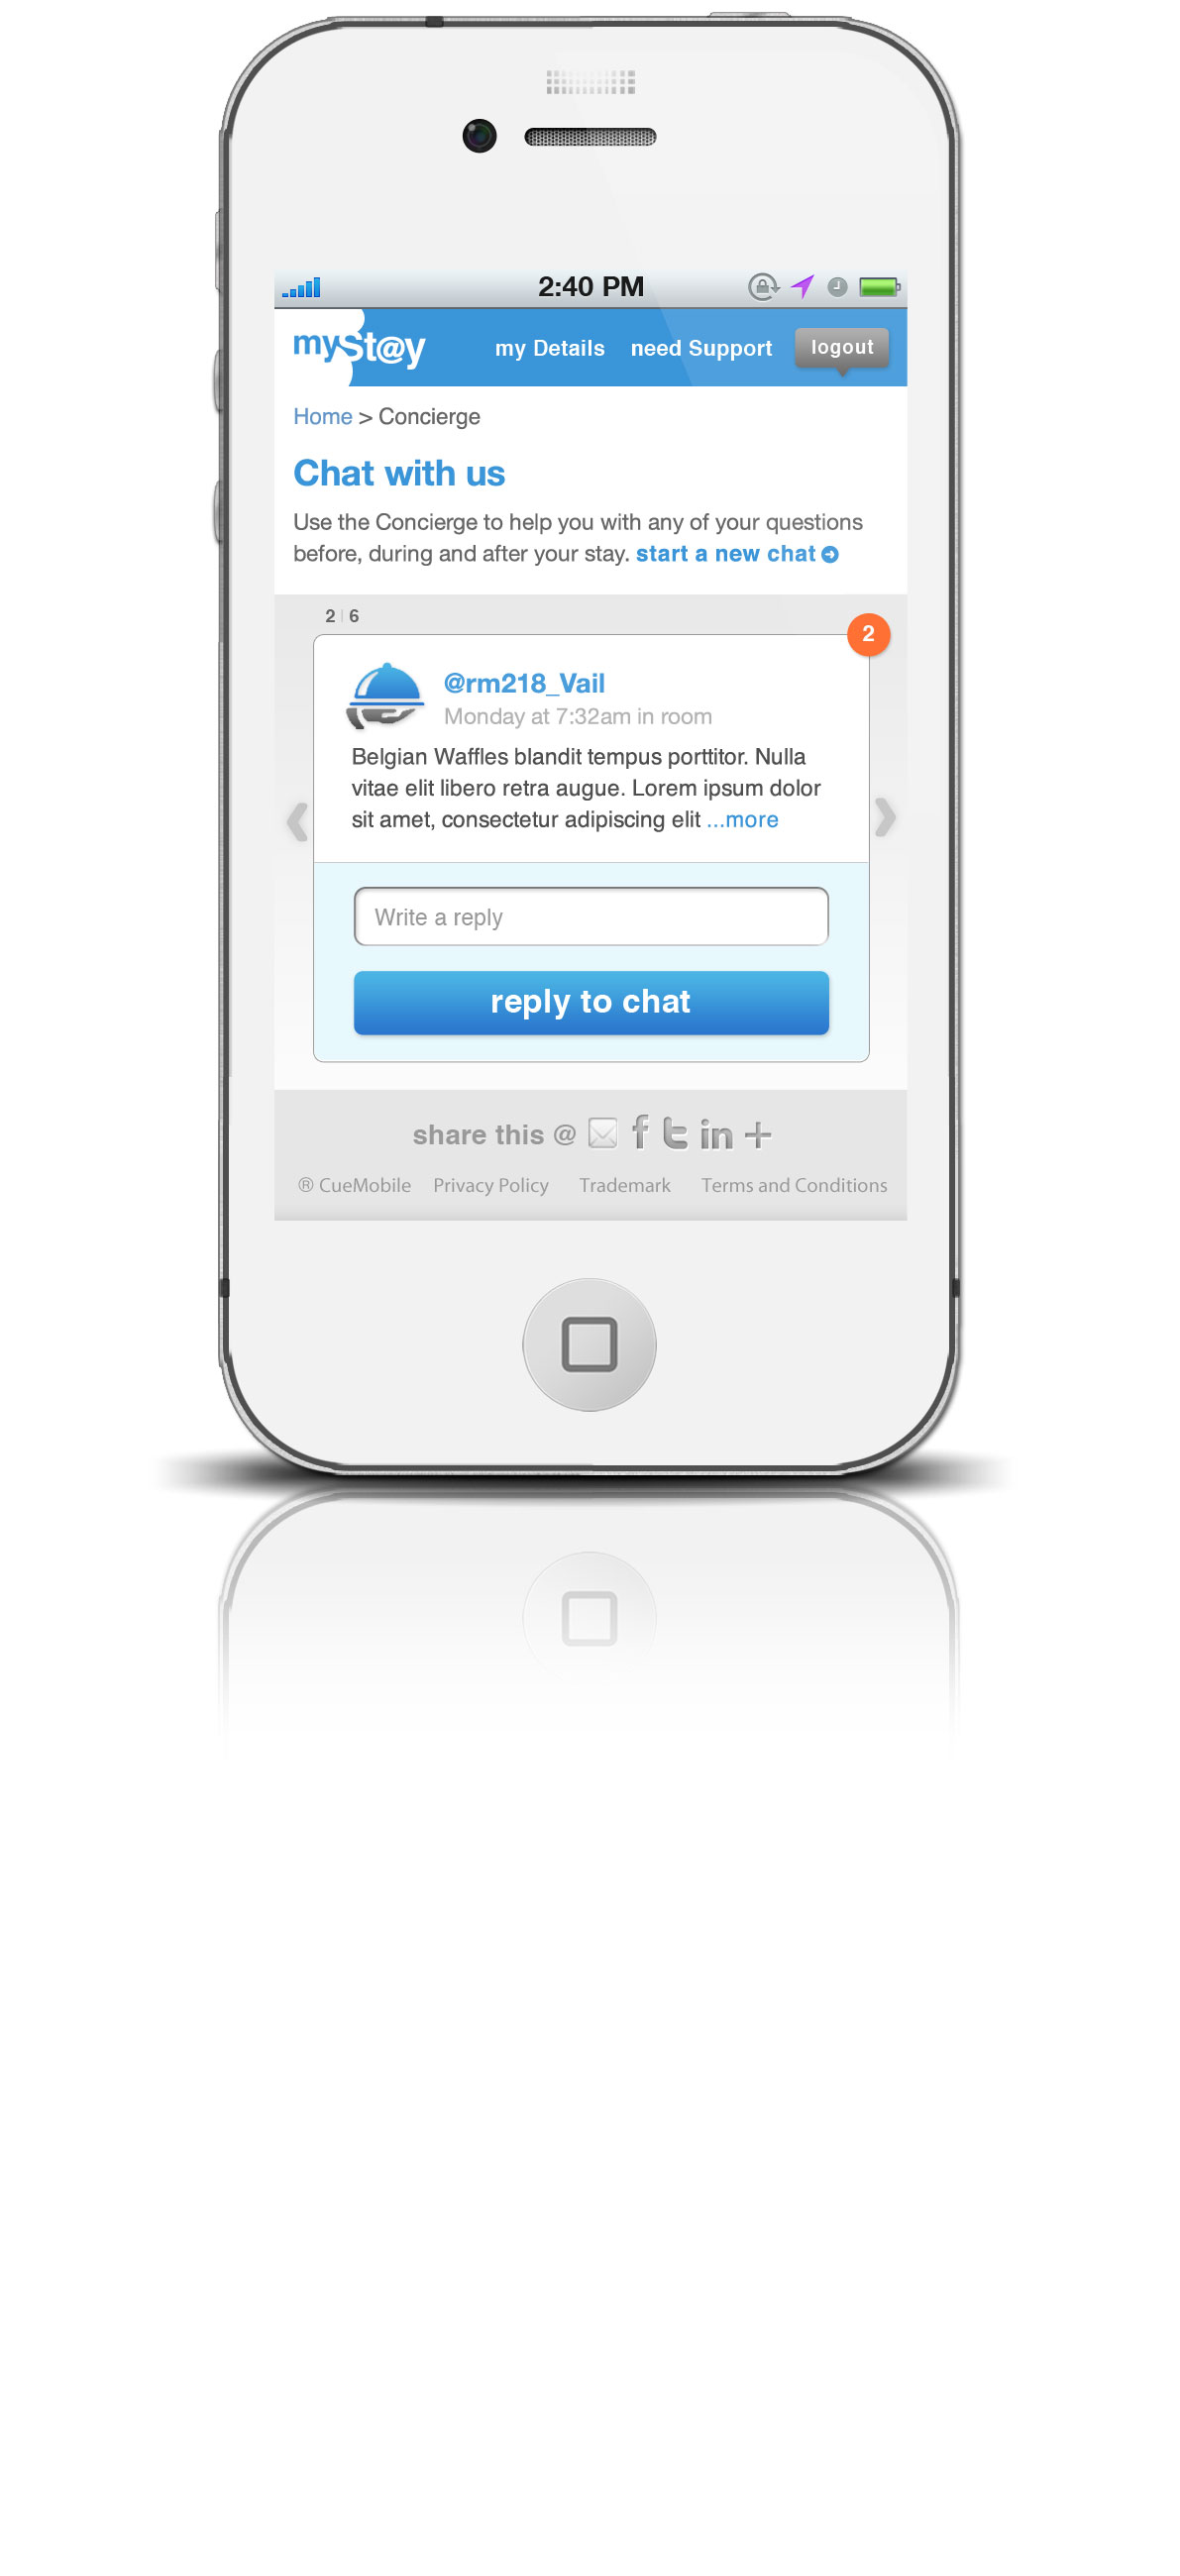 2:40 PM
mySt@y my Details need Support logout
Home > Concierge
Chat with us
Use the Concierge to help you with any of your questions
before, during and after your stay. start a new chat
2 | 6
2
@rm218_Vail
Monday at 7:32am in room
Belgian Waffles blandit tempus porttitor. Nulla
vitae elit libero retra augue. Lorem ipsum dolor
sit amet, consectetur adipiscing elit ...more
Write a reply
reply to chat
share this @ f t in +
® CueMobile Privacy Policy Trademark Terms and Conditions